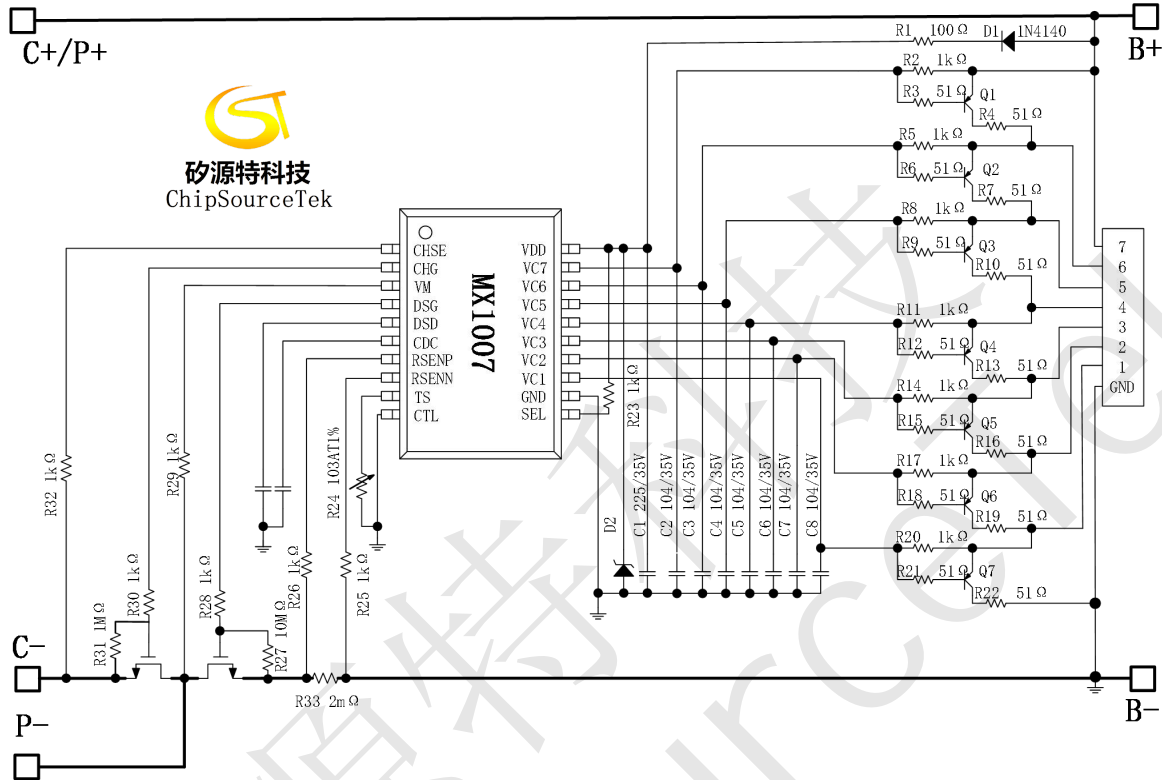 C+/P+
R1 100Ω D1 1N4140
B+
R2 1kΩ
R3 51Ω Q1
R4 51Ω
矽源特科技
ChipSourceTek
R5 1kΩ
R6 51Ω Q2
R7 51Ω
R8 1kΩ
R9 51Ω Q3
R10 51Ω
R11 1kΩ
R12 51Ω Q4
R13 51Ω
R14 1kΩ
R15 51Ω Q5
R16 51Ω
R17 1kΩ
R18 51Ω Q6
R19 51Ω
R20 1kΩ
R21 51Ω Q7
R22 51Ω
7
6
5
4
3
2
1
GND
MX1007
CHSE VDD
CHG VC7
VM VC6
DSG VC5
DSD VC4
CDC VC3
RSENP VC2
RSENN VC1
TS GND
CTL SEL
R23 1kΩ
R32 1kΩ
R29 1kΩ
R24 103AT1%
D2
C1 225/35V
C2 104/35V
C3 104/35V
C4 104/35V
C5 104/35V
C6 104/35V
C7 104/35V
C8 104/35V
R31 1MΩ
R30 1kΩ
R28 1kΩ
R27 10MΩ
R26 1kΩ
R25 1kΩ
C-
R33 2mΩ
P-
B-